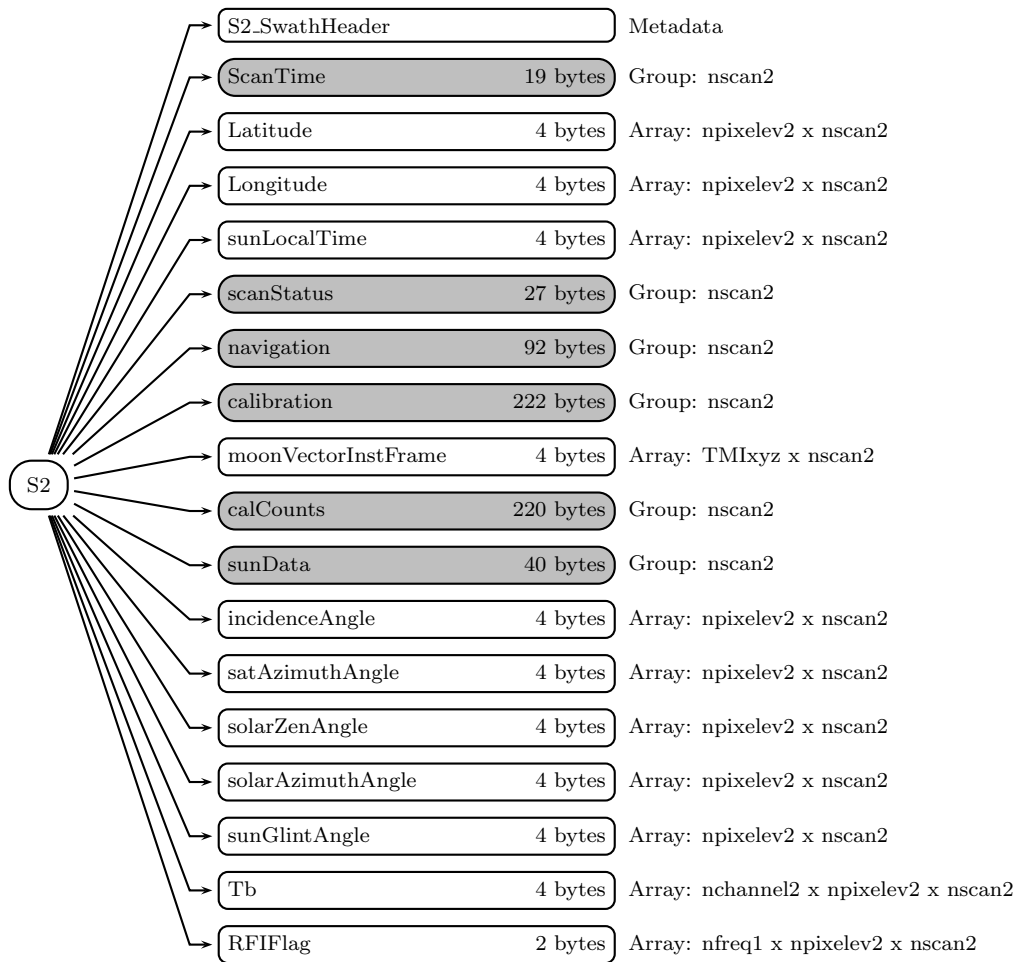 S2_SwathHeader Metadata
ScanTime 19 bytes Group: nscan2
Latitude 4 bytes Array: npixelev2 x nscan2
Longitude 4 bytes Array: npixelev2 x nscan2
sunLocalTime 4 bytes Array: npixelev2 x nscan2
scanStatus 27 bytes Group: nscan2
navigation 92 bytes Group: nscan2
calibration 222 bytes Group: nscan2
moonVectorInstFrame 4 bytes Array: TMIxyz x nscan2
S2
calCounts 220 bytes Group: nscan2
sunData 40 bytes Group: nscan2
incidenceAngle 4 bytes Array: npixelev2 x nscan2
satAzimuthAngle 4 bytes Array: npixelev2 x nscan2
solarZenAngle 4 bytes Array: npixelev2 x nscan2
solarAzimuthAngle 4 bytes Array: npixelev2 x nscan2
sunGlintAngle 4 bytes Array: npixelev2 x nscan2
Tb 4 bytes Array: nchannel2 x npixelev2 x nscan2
RFIFlag 2 bytes Array: nfreq1 x npixelev2 x nscan2